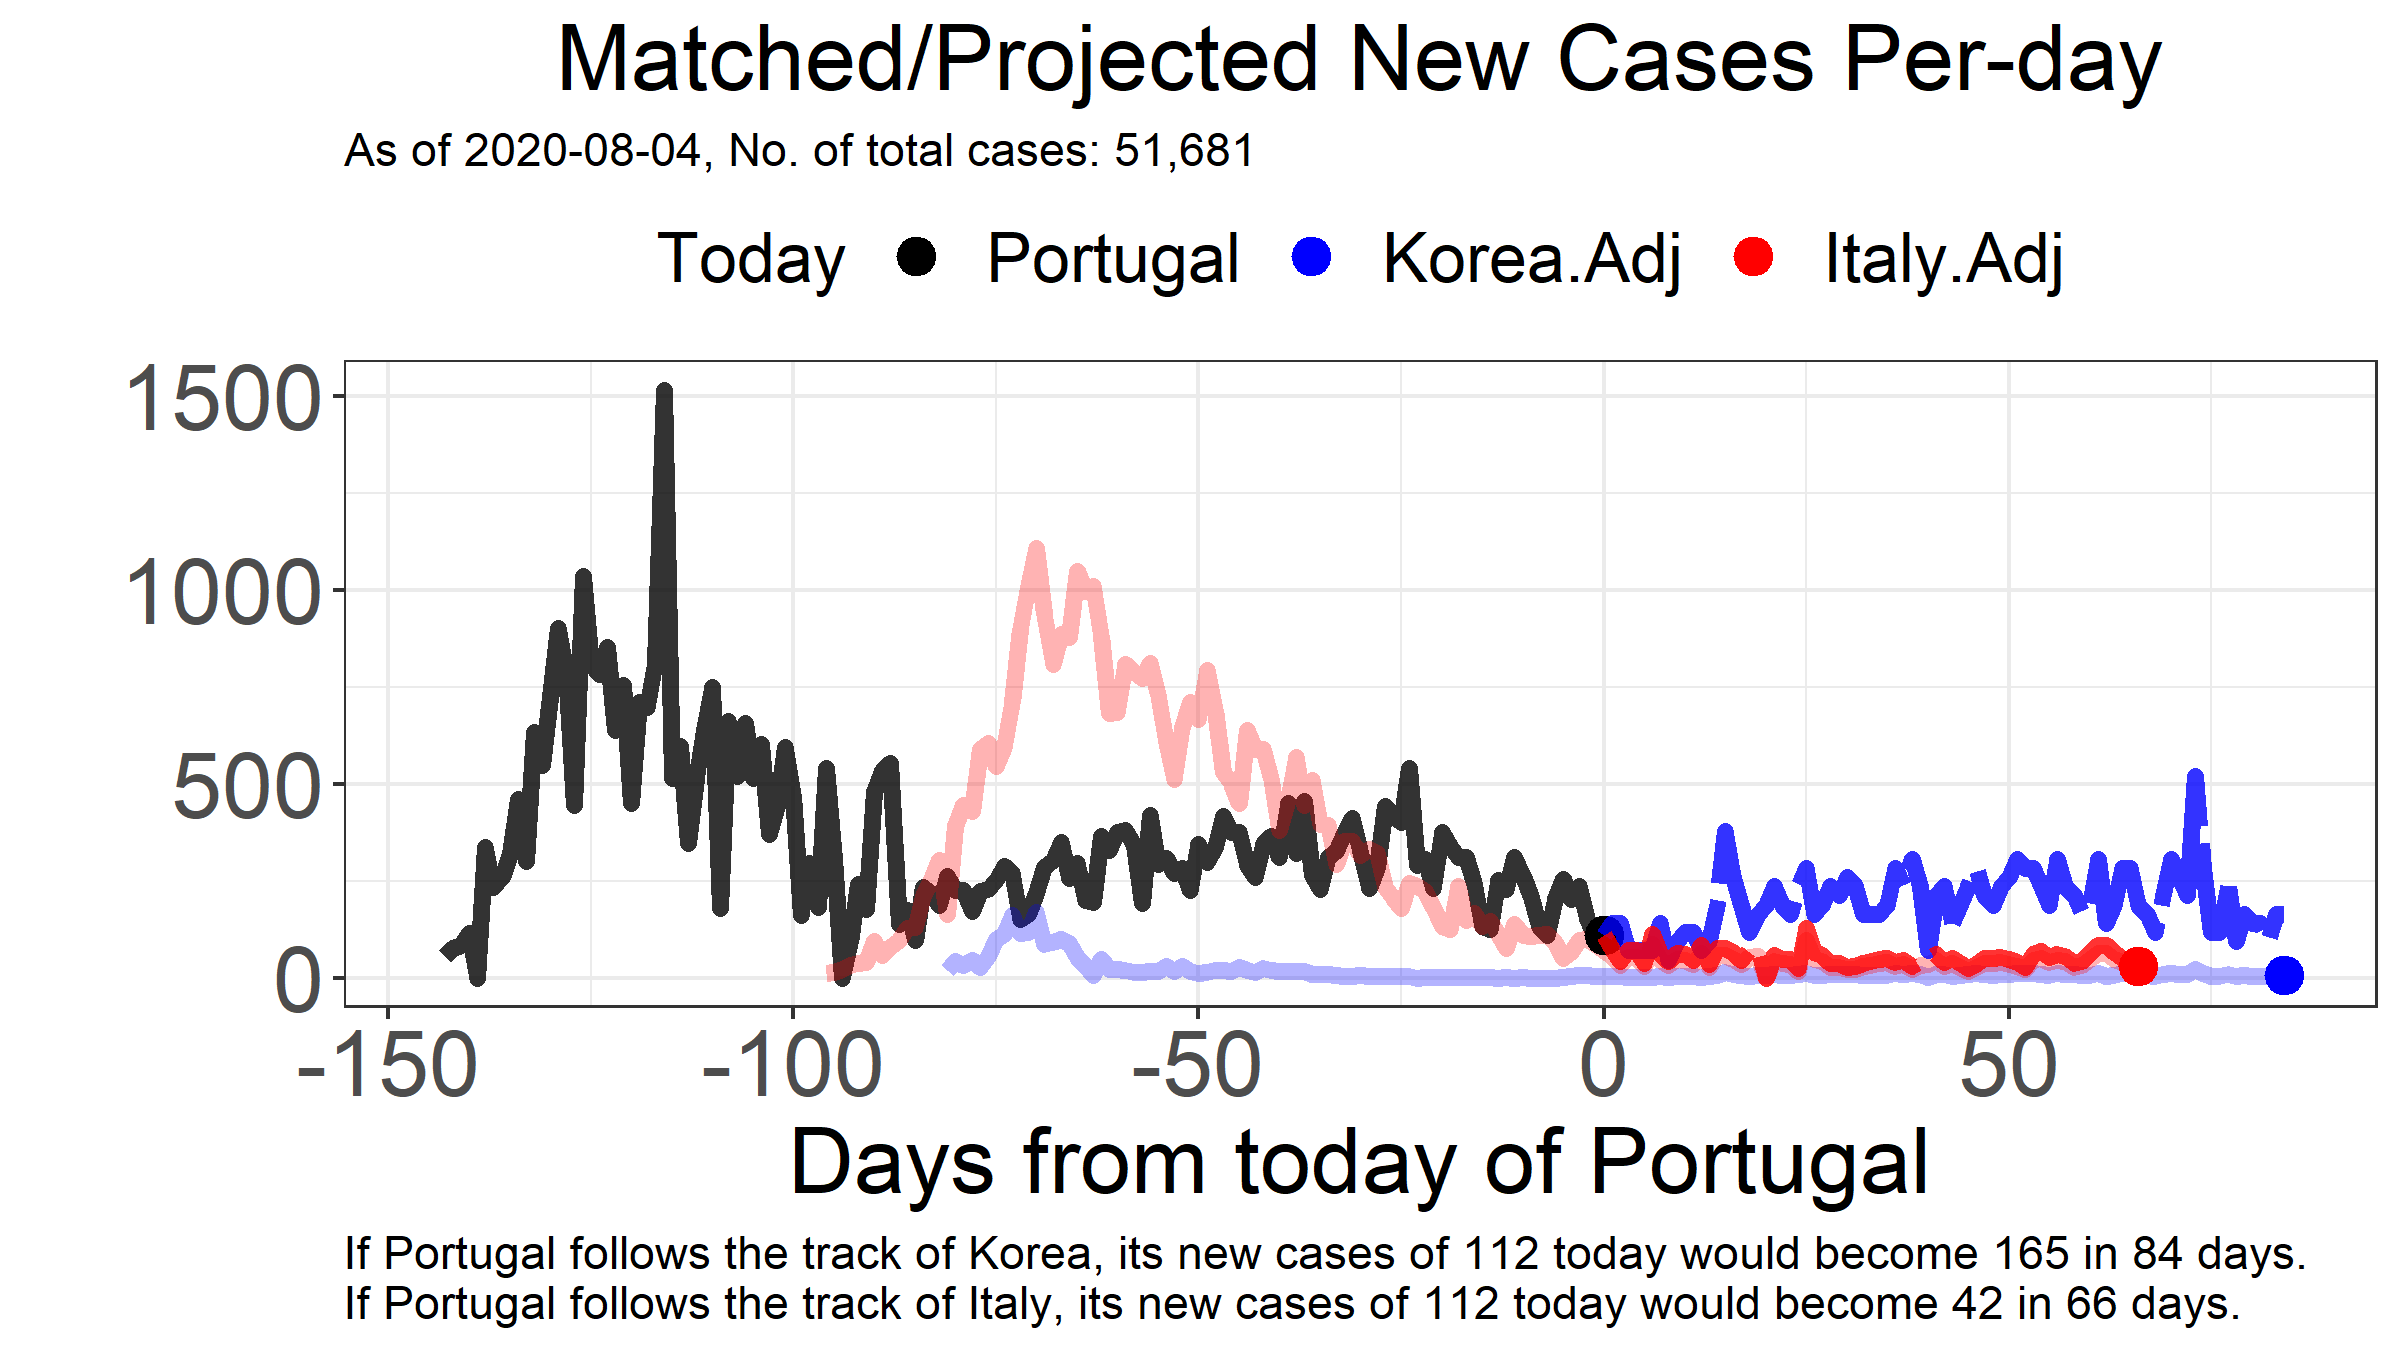 Matched/Projected New Cases Per-day
As of 2020-08-04, No. of total cases: 51,681
Today Portugal Korea.Adj Italy.Adj
1500
1000
500
0
-150 -100 -50 0 50
Days from today of Portugal
If Portugal follows the track of Korea, its new cases of 112 today would become 165 in 84 days.
If Portugal follows the track of Italy, its new cases of 112 today would become 42 in 66 days.